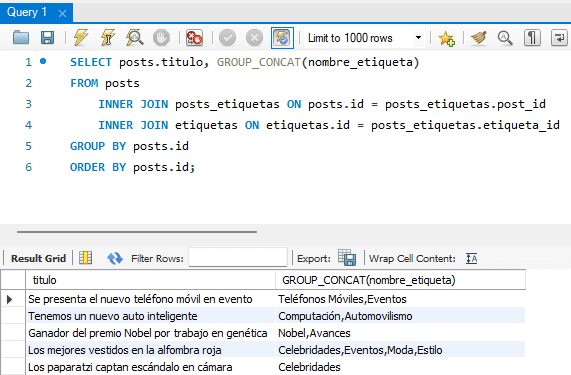 Query 1
Limit to 1000 rows
1 SELECT posts.titulo, GROUP_CONCAT(nombre_etiqueta)
2 FROM posts
3 INNER JOIN posts_etiquetas ON posts.id = posts_etiquetas.post_id
4 INNER JOIN etiquetas ON etiquetas.id = posts_etiquetas.etiqueta_id
5 GROUP BY posts.id
6 ORDER BY posts.id;
Result Grid Filter Rows: Export: Wrap Cell Content:
titulo GROUP_CONCAT(nombre_etiqueta)
Se presenta el nuevo teléfono móvil en evento Teléfonos Móviles,Eventos
Tenemos un nuevo auto inteligente Computación,Automovilismo
Ganador del premio Nobel por trabajo en genética Nobel,Avances
Los mejores vestidos en la alfombra roja Celebridades,Eventos,Moda,Estilo
Los paparatzi captan escándalo en cámara Celebridades